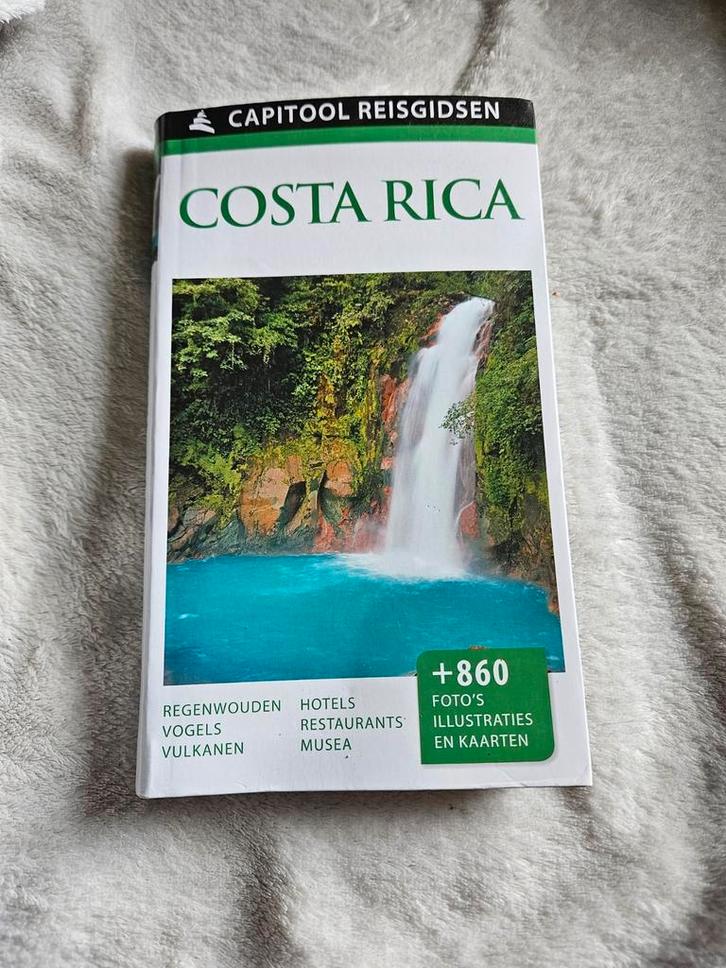 CAPITOOL REISGIDSEN
COSTA RICA
REGENWOUDEN
VOGELS
VULKANEN
HOTELS
RESTAURANTS
MUSEA
+860
FOTO'S
ILLUSTRATIES
EN KAARTEN